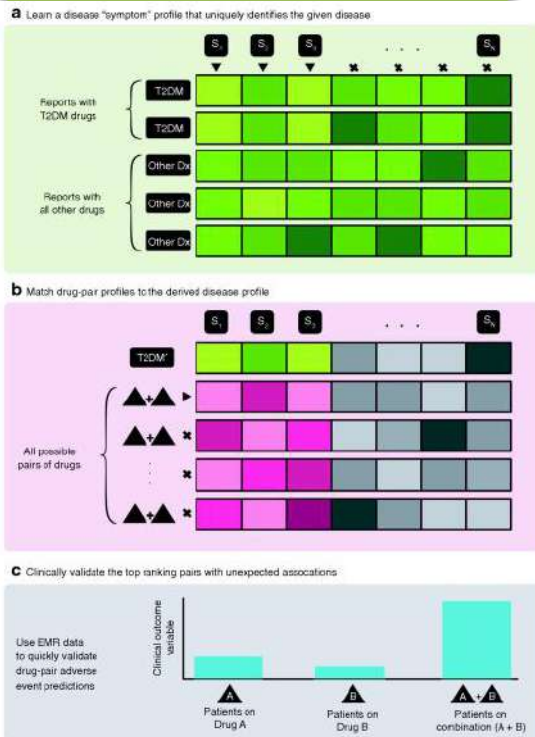 a Learn a disease "symptom" profile that uniquely identifies the given disease
S1 S2 S3 . . . SN
Reports with
T2DM drugs
T2DM
T2DM
Reports with
all other drugs
Other Dx
Other Dx
Other Dx
b Match drug-pair profiles to the derived disease profile
S1 S2 S3 . . . SN
"T2DM"
All possible
pairs of drugs
+
+
+
c Clinically validate the top ranking pairs with unexpected assocations
Use EMR data
to quickly validate
drug-pair adverse
event predictions
Clinical outcome
variable
A
Patients on
Drug A
B
Patients on
Drug B
A + B
Patients on
combination (A + B)